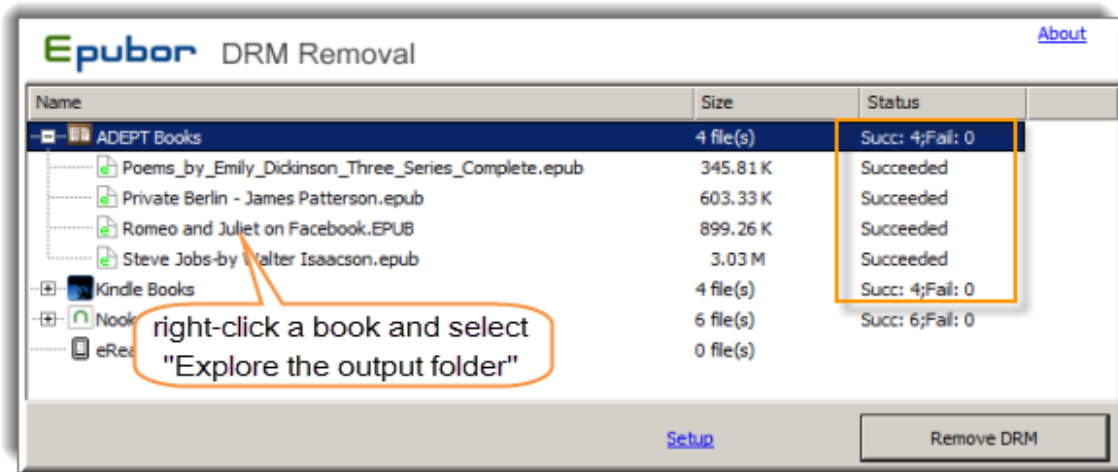 Epubor DRM Removal
About
Name Size Status
ADEPT Books 4 file(s) Succ: 4;Fail: 0
Poems_by_Emily_Dickinson_Three_Series_Complete.epub 345.81 K Succeeded
Private Berlin - James Patterson.epub 603.33 K Succeeded
Romeo and Juliet on Facebook.EPUB 899.26 K Succeeded
Steve Jobs-by Walter Isaacson.epub 3.03 M Succeeded
Kindle Books 4 file(s) Succ: 4;Fail: 0
Nook 6 file(s) Succ: 6;Fail: 0
eRea 0 file(s)
right-click a book and select
"Explore the output folder"
Setup
Remove DRM